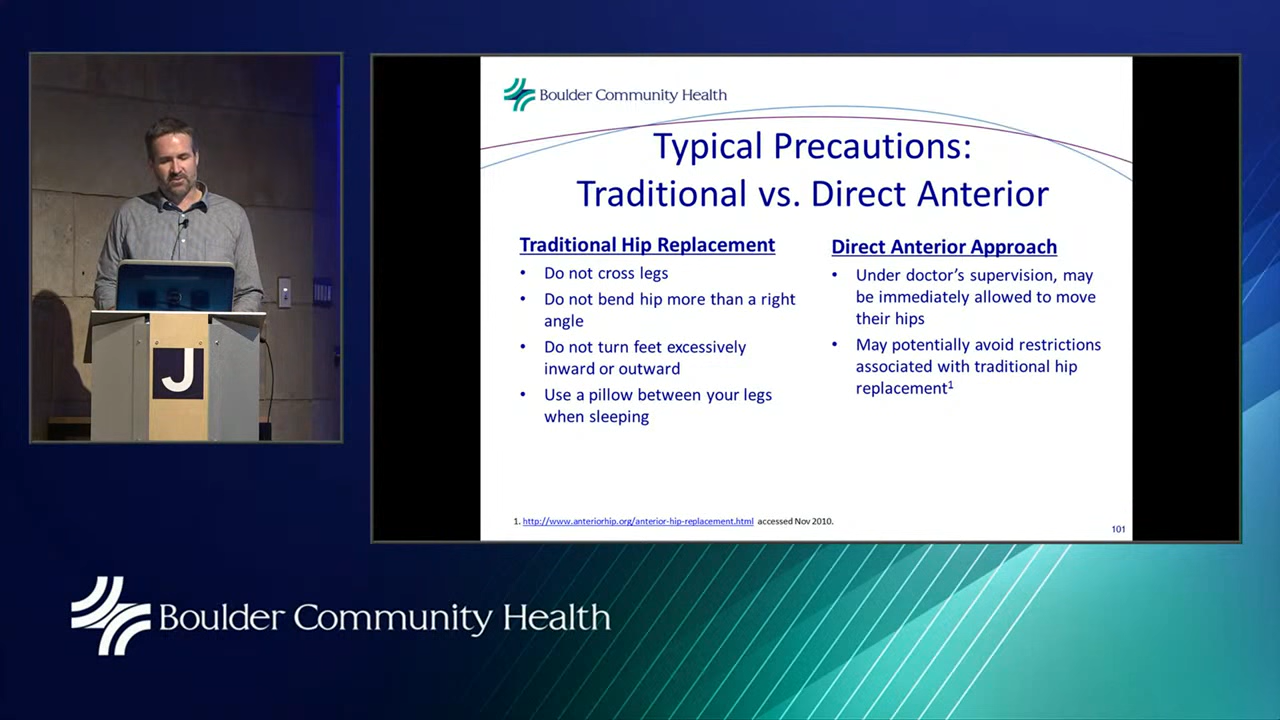 Boulder Community Health
Typical Precautions:
Traditional vs. Direct Anterior
Traditional Hip Replacement
• Do not cross legs
• Do not bend hip more than a right
angle
• Do not turn feet excessively
inward or outward
• Use a pillow between your legs
when sleeping
Direct Anterior Approach
• Under doctor's supervision, may
be immediately allowed to move
their hips
• May potentially avoid restrictions
associated with traditional hip
replacement1
1. http://www.anteriorhip.org/anterior-hip-replacement.html accessed Nov 2010.
101
J
Boulder Community Health